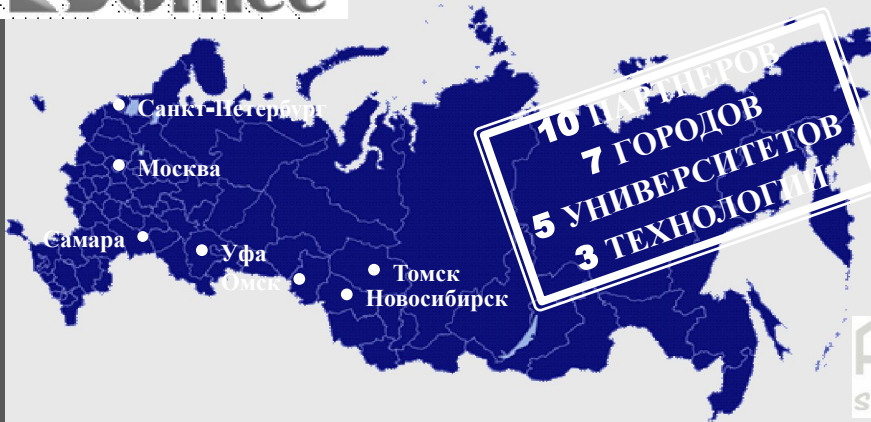 Санкт-Петербург
10 ПАРТНЕРОВ
7 ГОРОДОВ
5 УНИВЕРСИТЕТОВ
3 ТЕХНОЛОГИИ
Москва
Самара
Уфа
Омск
Томск
Новосибирск